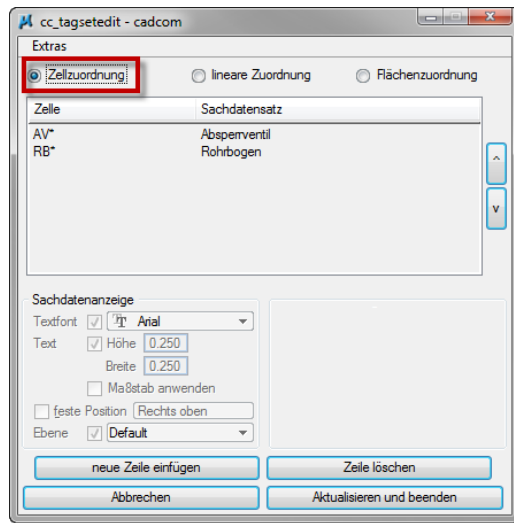 cc_tagsetedit - cadcom
Extras
Zellzuordnung lineare Zuordnung Flächenzuordnung
Zelle Sachdatensatz
AV* Absperrventil
RB* Rohrbogen
^
v
Sachdatenanzeige
Textfont Arial
Text Höhe 0.250
Breite 0.250
Maßstab anwenden
feste Position Rechts oben
Ebene Default
neue Zeile einfügen Zeile löschen
Abbrechen Aktualisieren und beenden